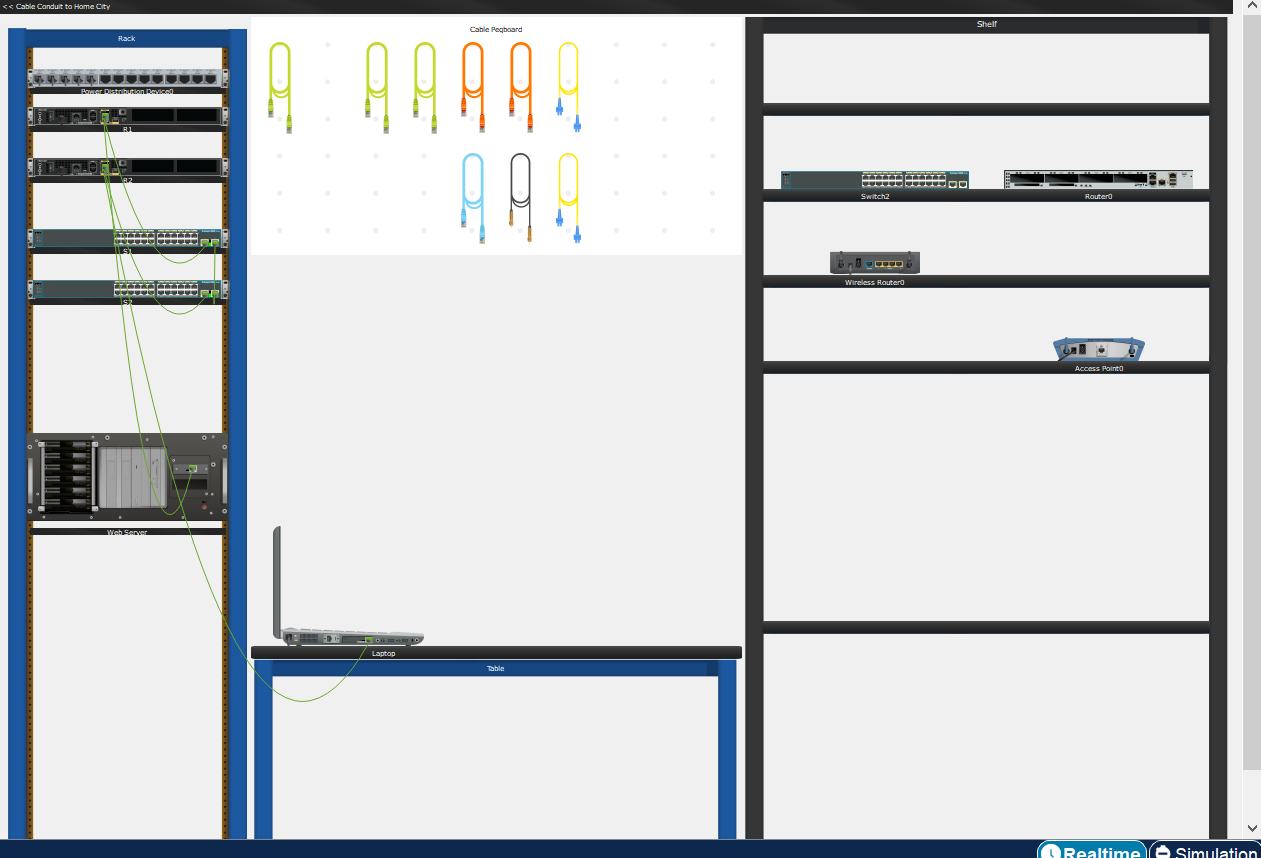 << Cable Conduit to Home City
Rack
Power Distribution Device0
R1
R2
S1
S2
Web Server
Cable Pegboard
Laptop
Table
Shelf
Switch2
Router0
Wireless Router0
Access Point0
Realtime
Simulation